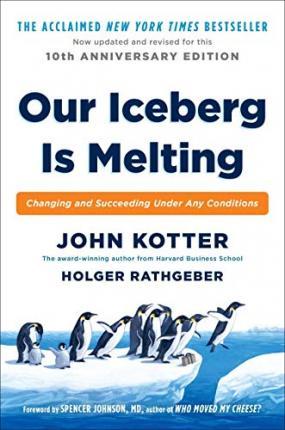 THE ACCLAIMED NEW YORK TIMES BESTSELLER
Now updated and revised for this
10th ANNIVERSARY EDITION
Our Iceberg
Is Melting
Changing and Succeeding Under Any Conditions
JOHN KOTTER
The award-winning author from Harvard Business School
HOLGER RATHGEBER
Foreword by SPENCER JOHNSON, MD, author of WHO MOVED MY CHEESE?